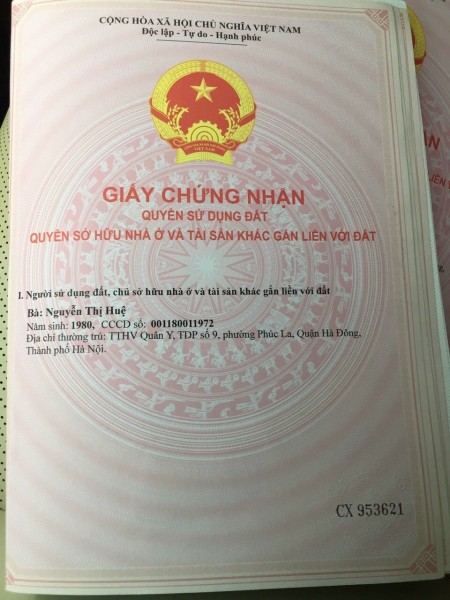 CỘNG HÒA XÃ HỘI CHỦ NGHĨA VIỆT NAM
Độc lập - Tự do - Hạnh phúc
VIỆT NAM
GIẤY CHỨNG NHẬN
QUYỀN SỬ DỤNG ĐẤT
QUYỀN SỞ HỮU NHÀ Ở VÀ TÀI SẢN KHÁC GẮN LIỀN VỚI ĐẤT
I. Người sử dụng đất, chủ sở hữu nhà ở và tài sản khác gắn liền với đất
Bà: Nguyễn Thị Huệ
Năm sinh: 1980, CCCD số: 001180011972
Địa chỉ thường trú: TTHV Quân Y, TDP số 9, phường Phúc La, Quận Hà Đông,
Thành phố Hà Nội.
CX 953621